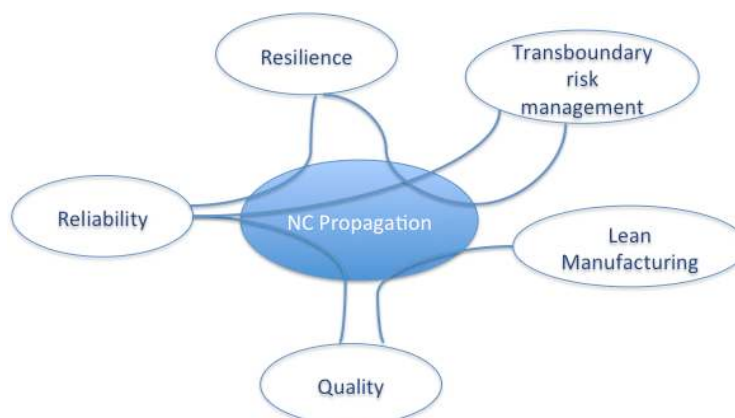 Resilience
Transboundary
risk
management
Reliability
NC Propagation
Lean
Manufacturing
Quality